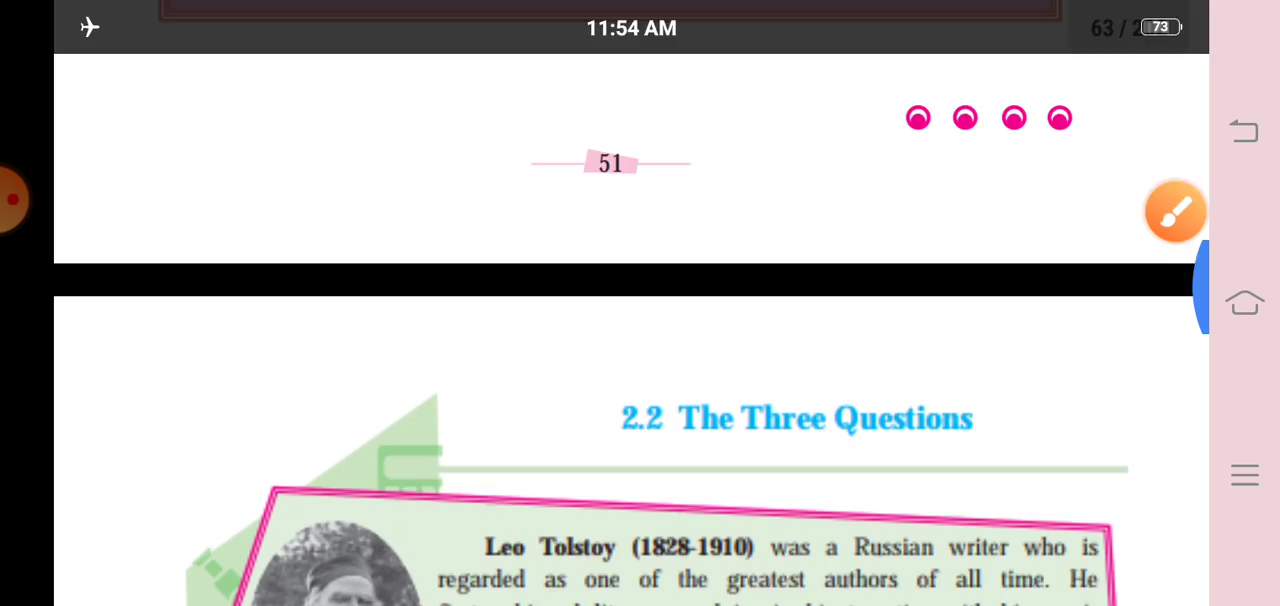 11:54 AM
63 / 2
73
51
2.2 The Three Questions
Leo Tolstoy (1828-1910) was a Russian writer who is
regarded as one of the greatest authors of all time. He